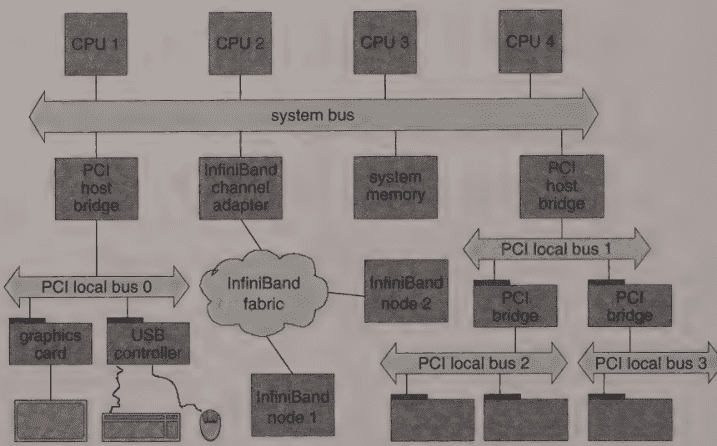 CPU 1
CPU 2
CPU 3
CPU 4
system bus
PCI
host
bridge
InfiniBand
channel
adapter
system
memory
PCI
host
bridge
PCI local bus 1
PCI local bus 0
InfiniBand
fabric
InfiniBand
node 2
PCI
bridge
PCI
bridge
graphics
card
USB
controller
PCI local bus 2
PCI local bus 3
InfiniBand
node 1